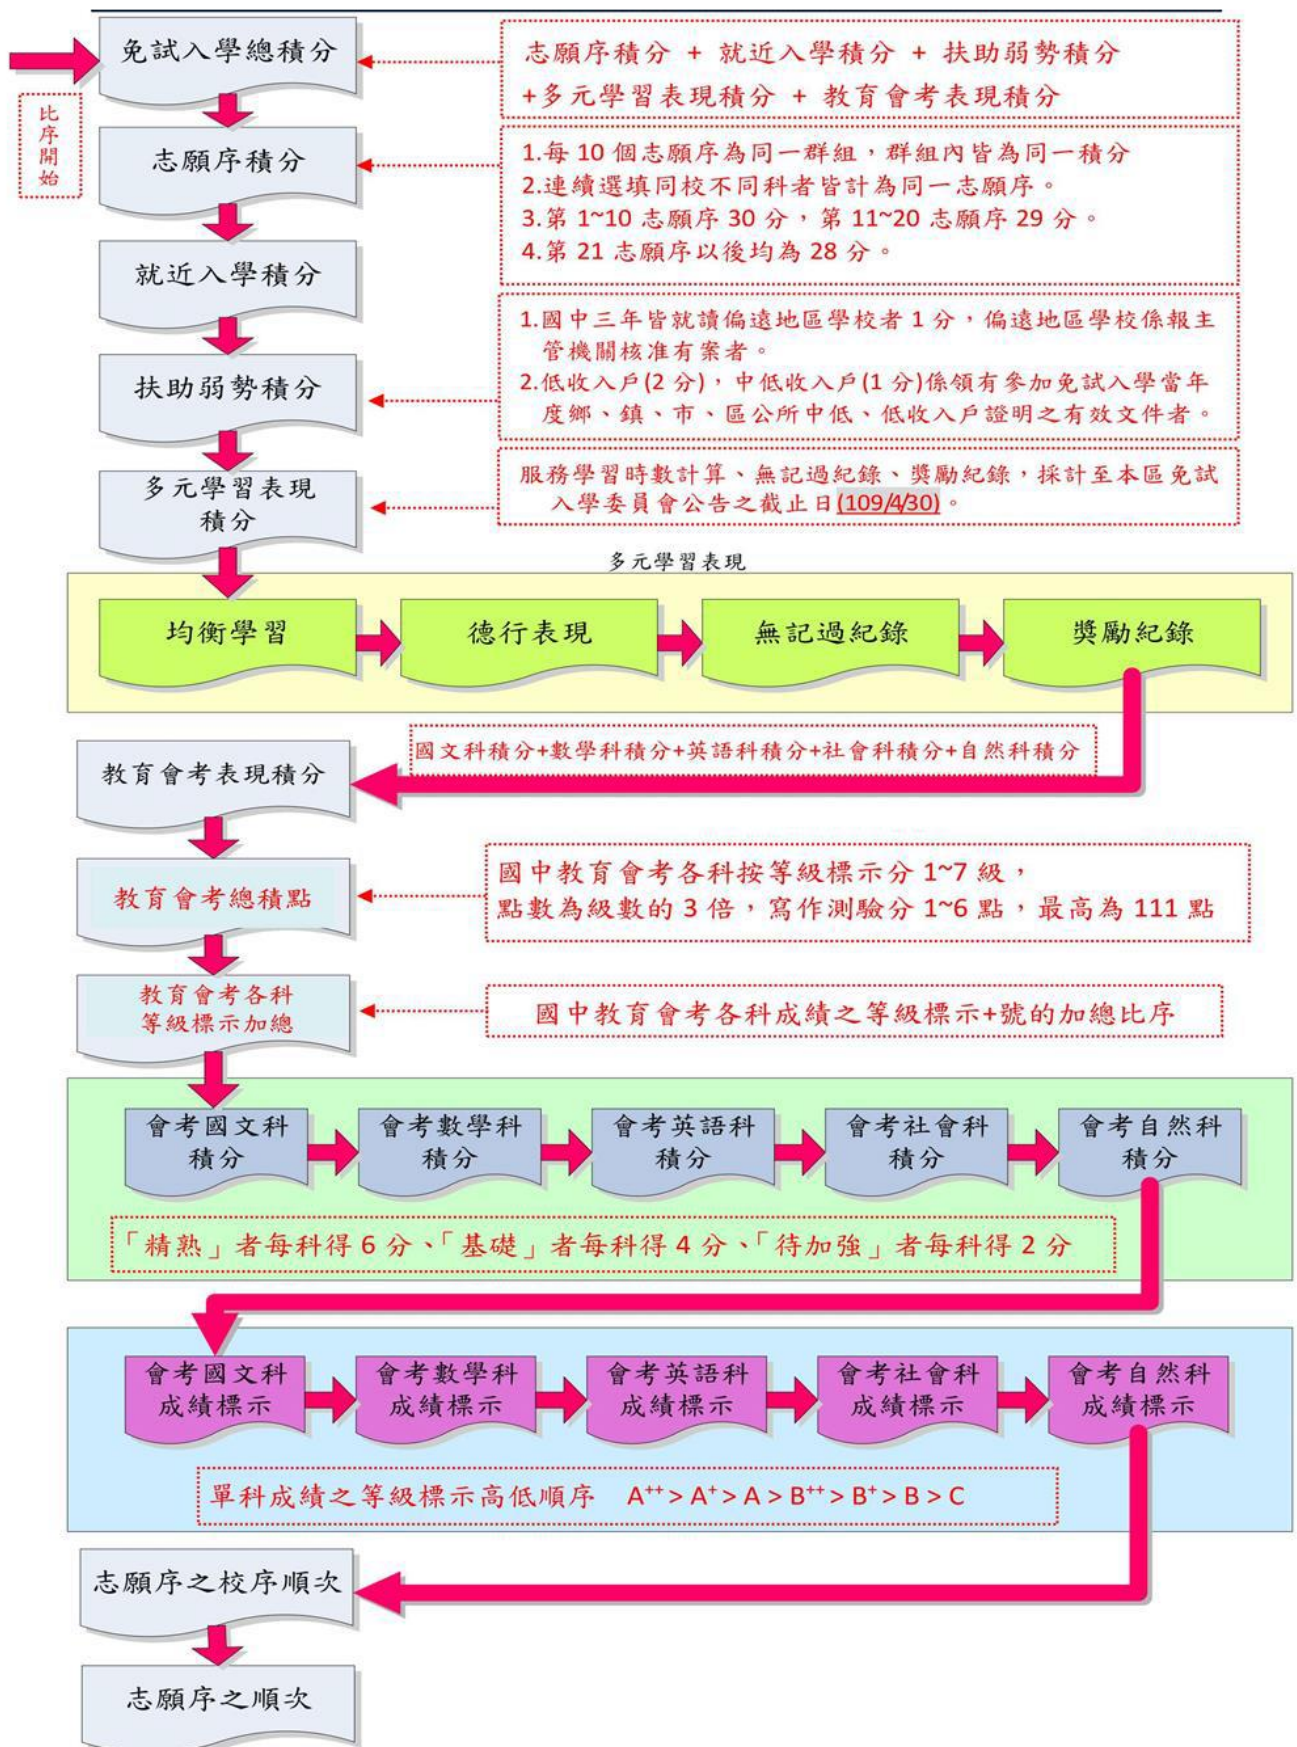 免試入學總積分
志願序積分 + 就近入學積分 + 扶助弱勢積分
+多元學習表現積分 + 教育會考表現積分
比序開始
志願序積分
1.每 10 個志願序為同一群組，群組內皆為同一積分
2.連續選填同校不同科者皆計為同一志願序。
3.第 1~10 志願序 30 分，第 11~20 志願序 29 分。
4.第 21 志願序以後均為 28 分。
就近入學積分
扶助弱勢積分
1.國中三年皆就讀偏遠地區學校者 1 分，偏遠地區學校係報主
管機關核准有案者。
2.低收入戶(2 分)，中低收入戶(1 分)係領有參加免試入學當年
度鄉、鎮、市、區公所中低、低收入戶證明之有效文件者。
多元學習表現
積分
服務學習時數計算、無記過紀錄、獎勵紀錄，採計至本區免試
入學委員會公告之截止日(109/4/30)。
多元學習表現
均衡學習
德行表現
無記過紀錄
獎勵紀錄
國文科積分+數學科積分+英語科積分+社會科積分+自然科積分
教育會考表現積分
教育會考總積點
國中教育會考各科按等級標示分 1~7 級，
點數為級數的 3 倍，寫作測驗分 1~6 點，最高為 111 點
教育會考各科
等級標示加總
國中教育會考各科成績之等級標示+號的加總比序
會考國文科
積分
會考數學科
積分
會考英語科
積分
會考社會科
積分
會考自然科
積分
「精熟」者每科得 6 分、「基礎」者每科得 4 分、「待加強」者每科得 2 分
會考國文科
成績標示
會考數學科
成績標示
會考英語科
成績標示
會考社會科
成績標示
會考自然科
成績標示
單科成績之等級標示高低順序 A⁺⁺ > A⁺ > A > B⁺⁺ > B⁺ > B > C
志願序之校序順次
志願序之順次